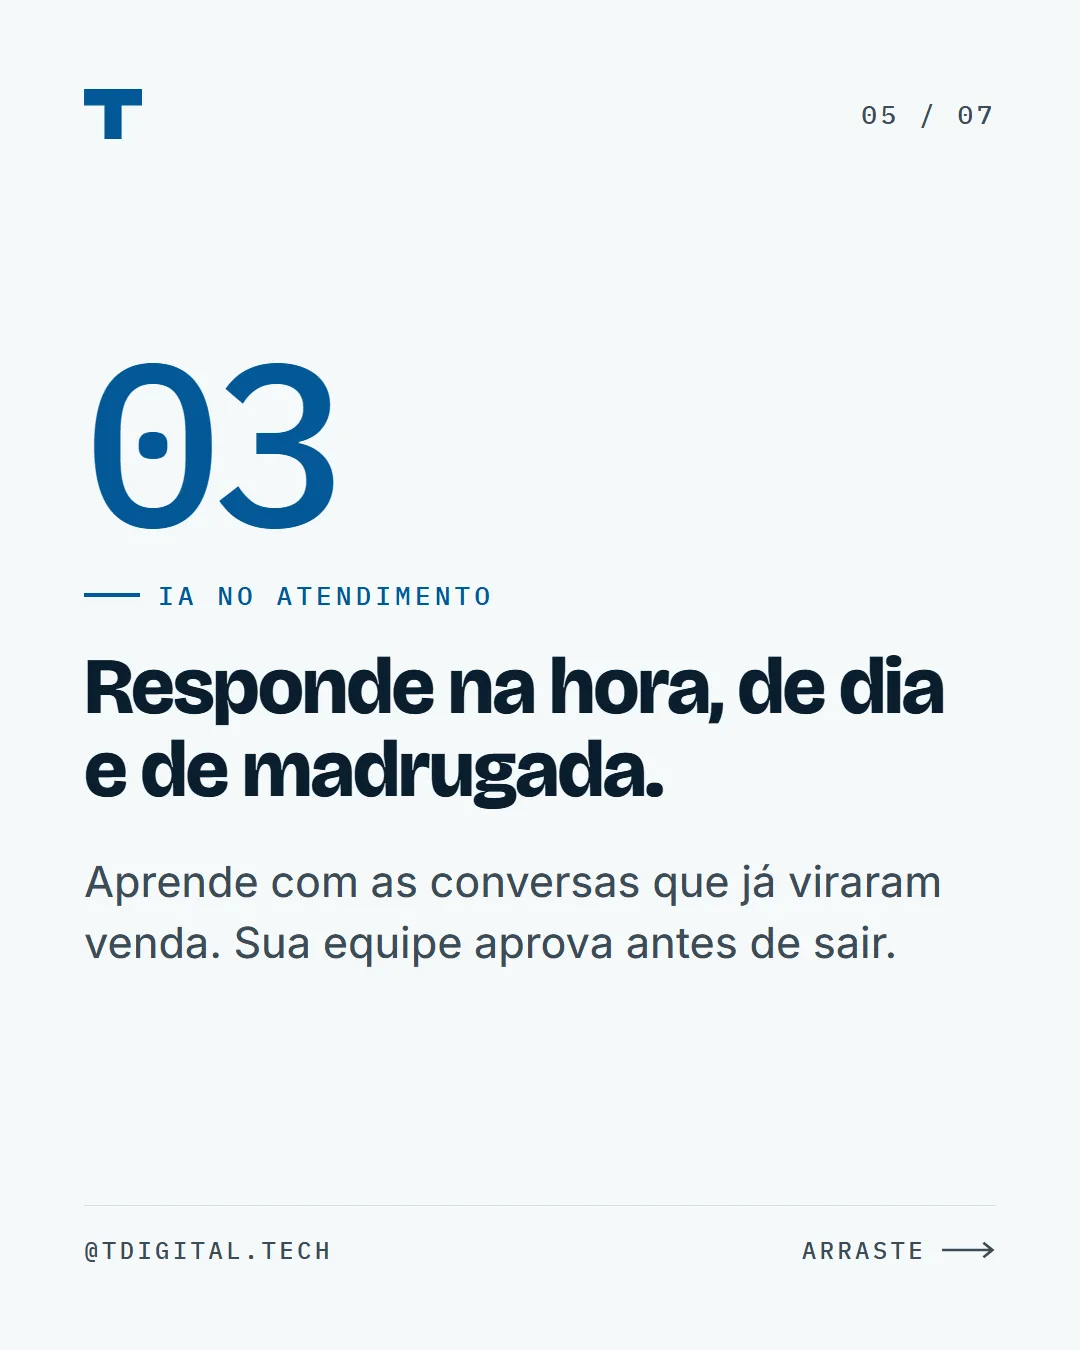 T
05 / 07
03
IA NO ATENDIMENTO
Responde na hora, de dia
e de madrugada.
Aprende com as conversas que já viraram
venda. Sua equipe aprova antes de sair.
@TDIGITAL.TECH
ARRASTE